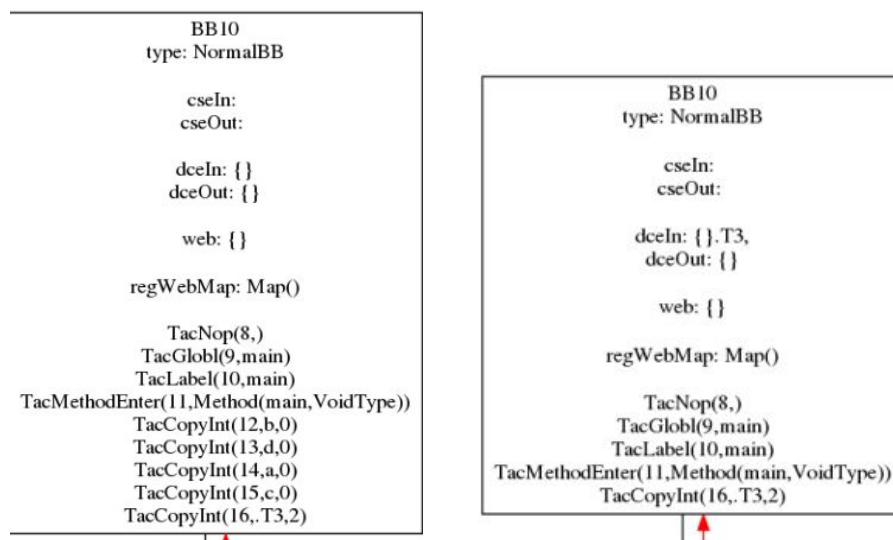 BB10
type: NormalBB
cseIn:
cseOut:
dceIn: {}
dceOut: {}
web: {}
regWebMap: Map()
TacNop(8,)
TacGlobl(9,main)
TacLabel(10,main)
TacMethodEnter(11,Method(main,VoidType))
TacCopyInt(12,b,0)
TacCopyInt(13,d,0)
TacCopyInt(14,a,0)
TacCopyInt(15,c,0)
TacCopyInt(16,.T3,2)
BB10
type: NormalBB
cseIn:
cseOut:
dceIn: {}.T3,
dceOut: {}
web: {}
regWebMap: Map()
TacNop(8,)
TacGlobl(9,main)
TacLabel(10,main)
TacMethodEnter(11,Method(main,VoidType))
TacCopyInt(16,.T3,2)